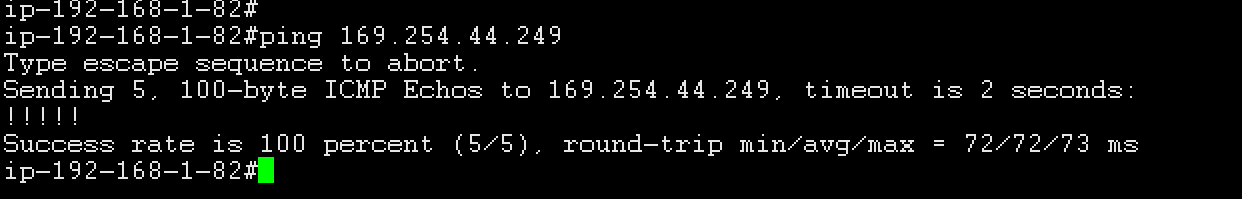 ip-192-168-1-82#
ip-192-168-1-82#ping 169.254.44.249
Type escape sequence to abort.
Sending 5, 100-byte ICMP Echos to 169.254.44.249, timeout is 2 seconds:
!!!!!
Success rate is 100 percent (5/5), round-trip min/avg/max = 72/72/73 ms
ip-192-168-1-82#